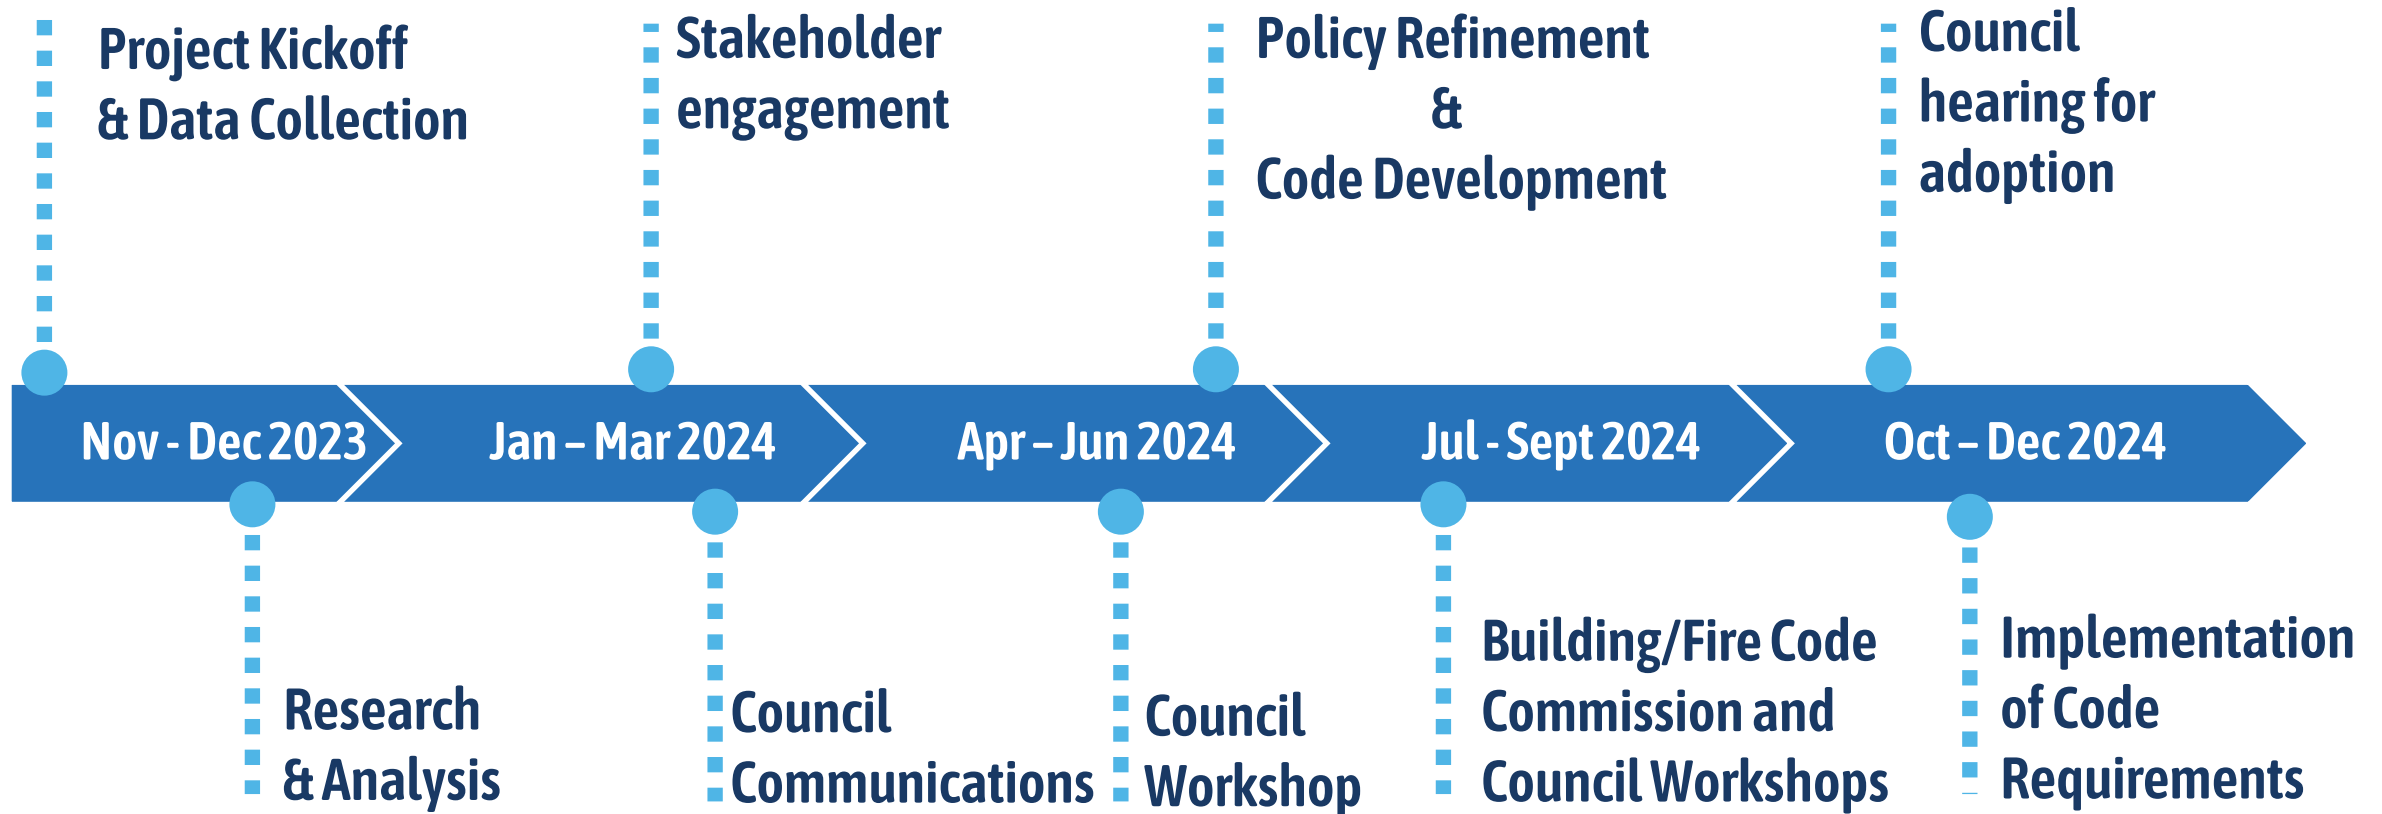 Project Kickoff
& Data Collection
Stakeholder
engagement
Policy Refinement
&
Code Development
Council
hearing for
adoption
Nov - Dec 2023
Jan – Mar 2024
Apr – Jun 2024
Jul - Sept 2024
Oct – Dec 2024
Research
& Analysis
Council
Communications
Council
Workshop
Building/Fire Code
Commission and
Council Workshops
Implementation
of Code
Requirements